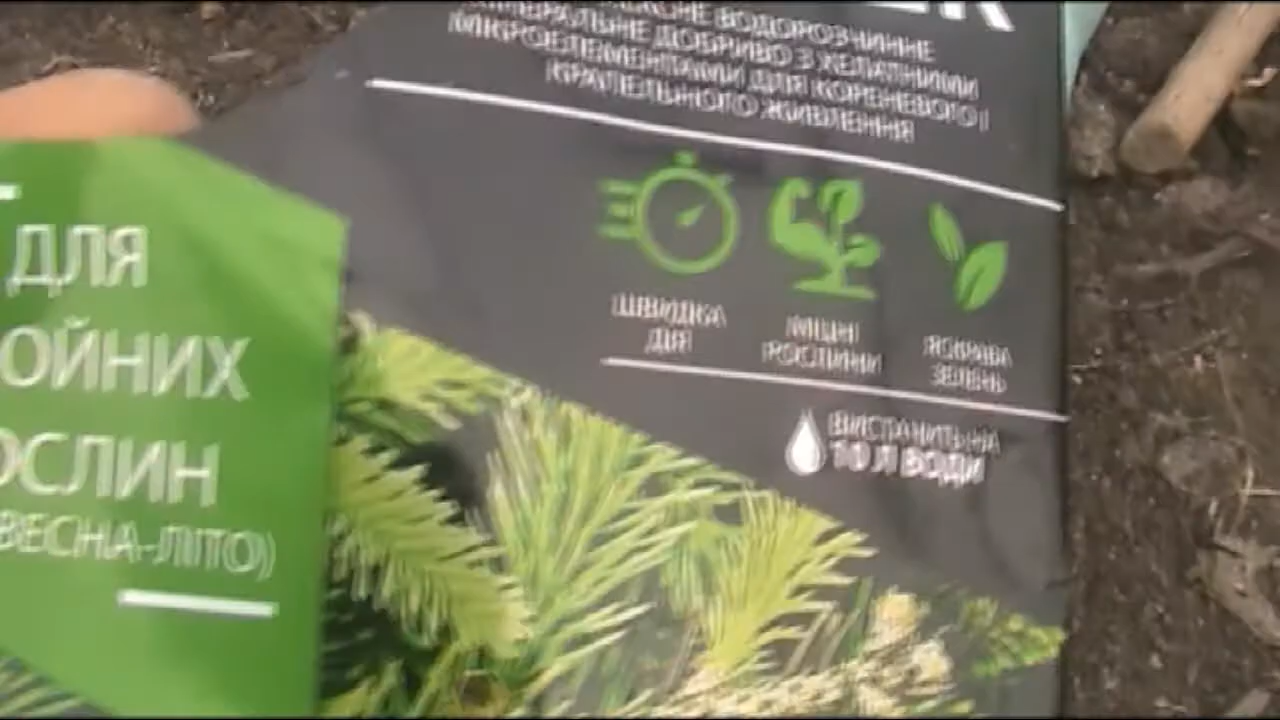 ВОДОРОЗЧИННЕ
МІНЕРАЛЬНЕ ДОБРИВО З ХЕЛАТНИМИ
МІКРОЕЛЕМЕНТАМИ ДЛЯ КОРЕНЕВОГО І
КРАПЕЛЬНОГО ЖИВЛЕННЯ
ШВИДКА
ДІЯ
МІЦНІ
РОСЛИНИ
ЯСКРАВА
ЗЕЛЕНЬ
ВИСТАЧИТЬ НА
10 Л ВОДИ
ДЛЯ
ОЙНИХ
ОСЛИН
ВЕСНА-ЛІТО)